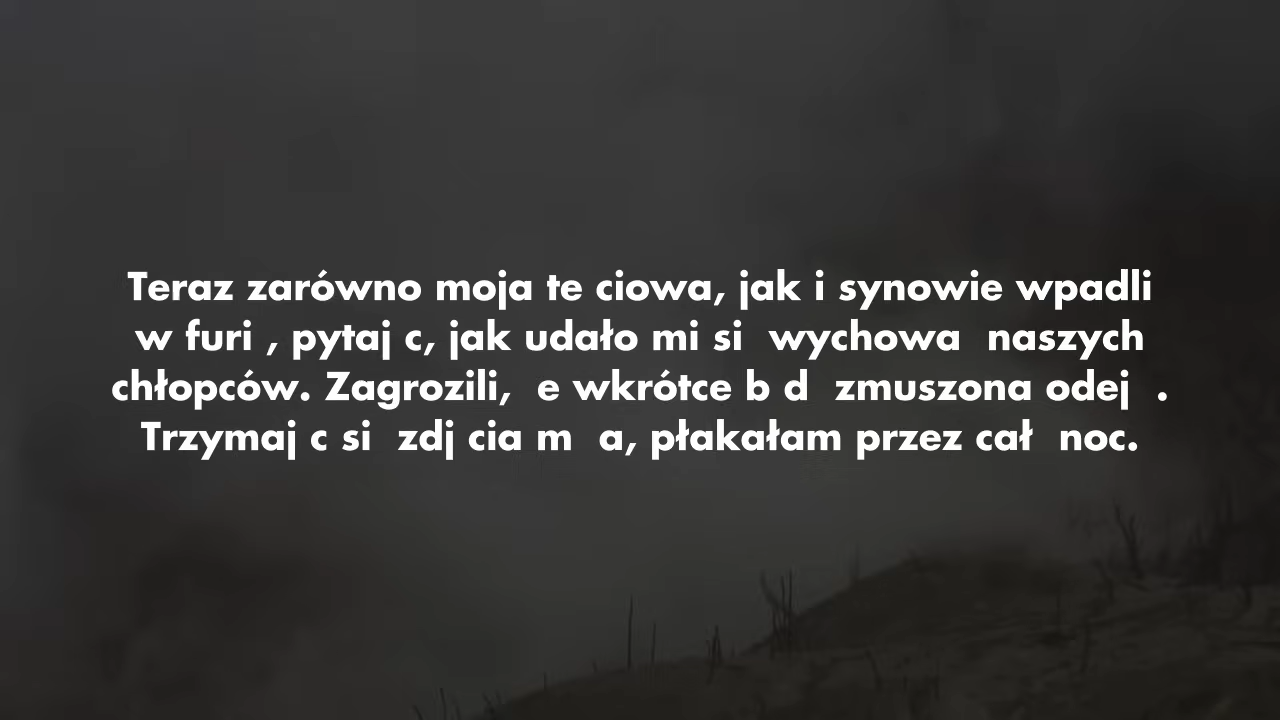 Teraz zarówno moja te ciowa, jak i synowie wpadli
w furi , pytaj c, jak udało mi si  wychowa  naszych
chłopców. Zagrozili,  e wkrótce b d  zmuszona odej  .
Trzymaj c si  zdj cia m  a, płakałam przez cał  noc.